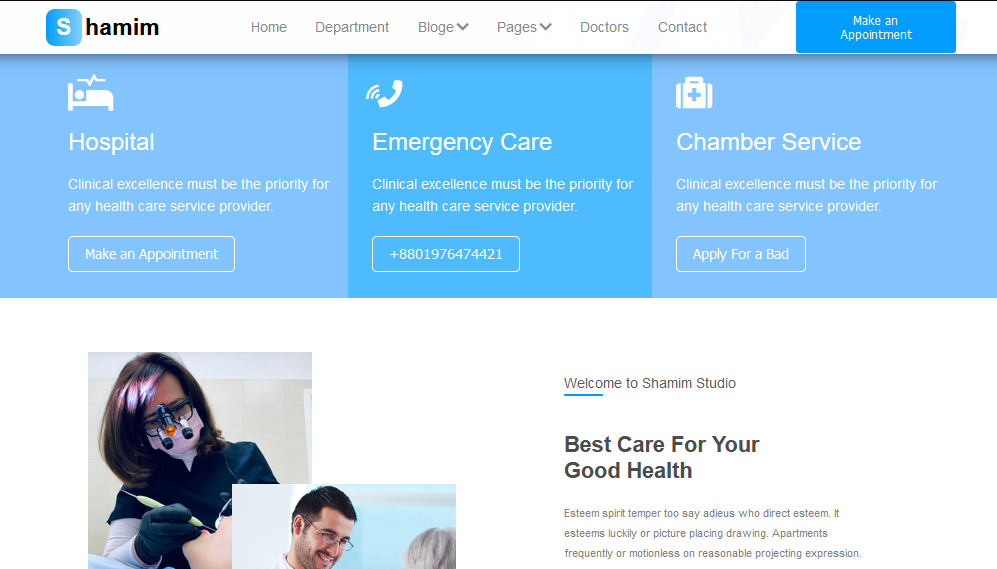 Shamim
Home Department Bloge Pages Doctors Contact
Make an
Appointment
Hospital
Clinical excellence must be the priority for
any health care service provider.
Make an Appointment
Emergency Care
Clinical excellence must be the priority for
any health care service provider.
+8801976474421
Chamber Service
Clinical excellence must be the priority for
any health care service provider.
Apply For a Bad
Welcome to Shamim Studio
Best Care For Your
Good Health
Esteem spirit temper too say adieus who direct esteem. It
esteems luckily or picture placing drawing. Apartments
frequently or motionless on reasonable projecting expression.